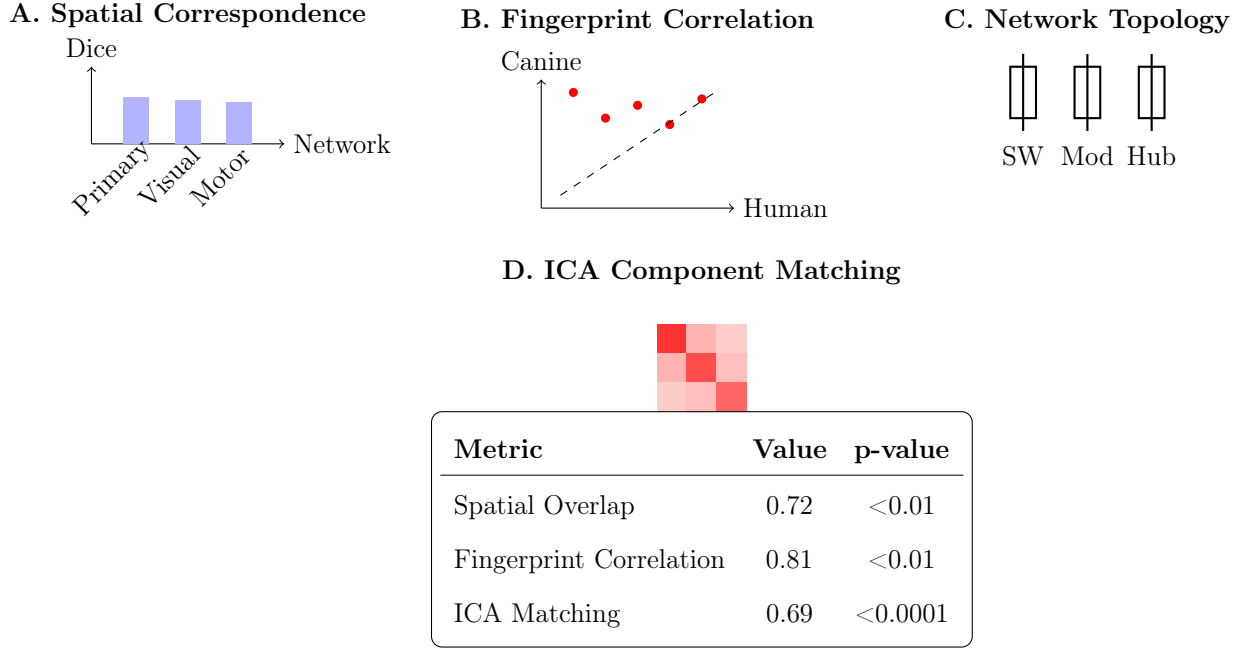 A. Spatial Correspondence
Dice
Network
Primary
Visual
Motor
B. Fingerprint Correlation
Canine
Human
C. Network Topology
SW Mod Hub
D. ICA Component Matching
Metric Value p-value
Spatial Overlap 0.72 <0.01
Fingerprint Correlation 0.81 <0.01
ICA Matching 0.69 <0.0001